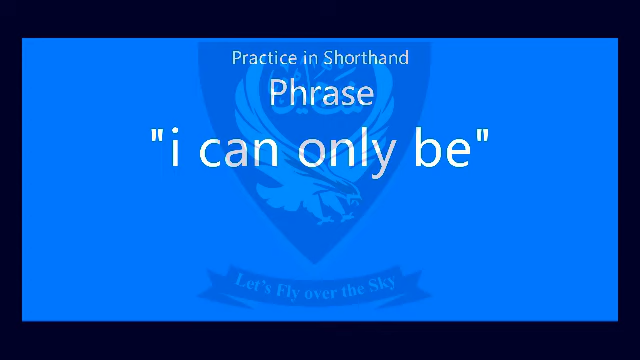 Practice in Shorthand
Phrase
"i can only be"
Let's Fly over the Sky